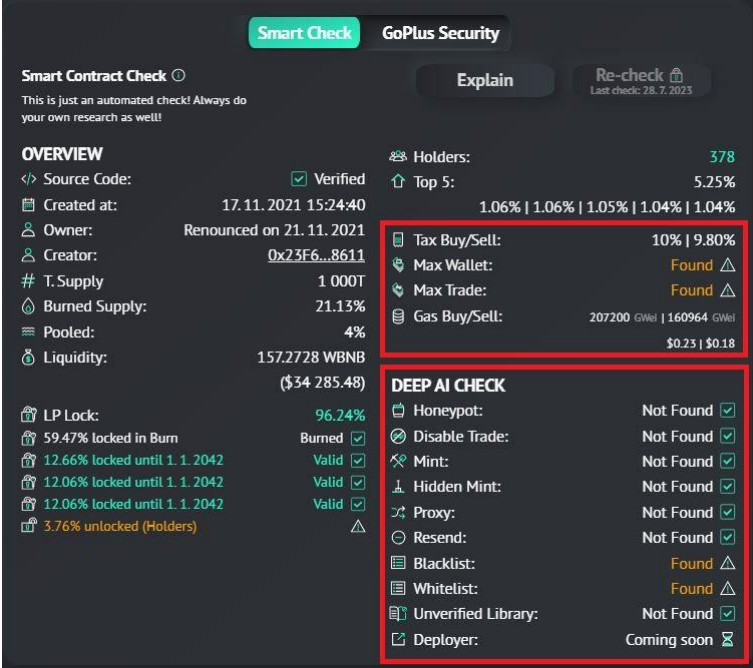 Smart Check GoPlus Security
Smart Contract Check
This is just an automated check! Always do
your own research as well!
Explain
Re-check
Last check: 28. 7. 2023
OVERVIEW
</> Source Code: Verified
Created at: 17. 11. 2021 15:24:40
Owner: Renounced on 21. 11. 2021
Creator: 0x23F6...8611
# T. Supply 1 000T
Burned Supply: 21.13%
Pooled: 4%
Liquidity: 157.2728 WBNB
($34 285.48)
LP Lock: 96.24%
59.47% locked in Burn Burned
12.66% locked until 1. 1. 2042 Valid
12.06% locked until 1. 1. 2042 Valid
12.06% locked until 1. 1. 2042 Valid
3.76% unlocked (Holders)
Holders: 378
Top 5: 5.25%
1.06% | 1.06% | 1.05% | 1.04% | 1.04%
Tax Buy/Sell: 10% | 9.80%
Max Wallet: Found
Max Trade: Found
Gas Buy/Sell: 207200 GWei | 160964 GWei
$0.23 | $0.18
DEEP AI CHECK
Honeypot: Not Found
Disable Trade: Not Found
Mint: Not Found
Hidden Mint: Not Found
Proxy: Not Found
Resend: Not Found
Blacklist: Found
Whitelist: Found
Unverified Library: Not Found
Deployer: Coming soon